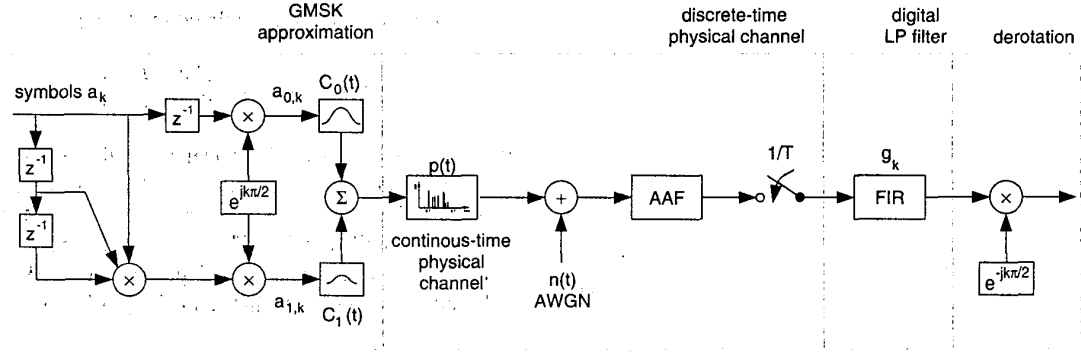 GMSK
approximation
discrete-time
physical channel
digital
LP filter
derotation
symbols a_k
z^-1
×
a_0,k
C_0(t)
z^-1
z^-1
e^jkπ/2
Σ
p(t)
continous-time
physical
channel
+
n(t)
AWGN
AAF
1/T
g_k
FIR
×
e^-jkπ/2
×
×
a_1,k
C_1(t)